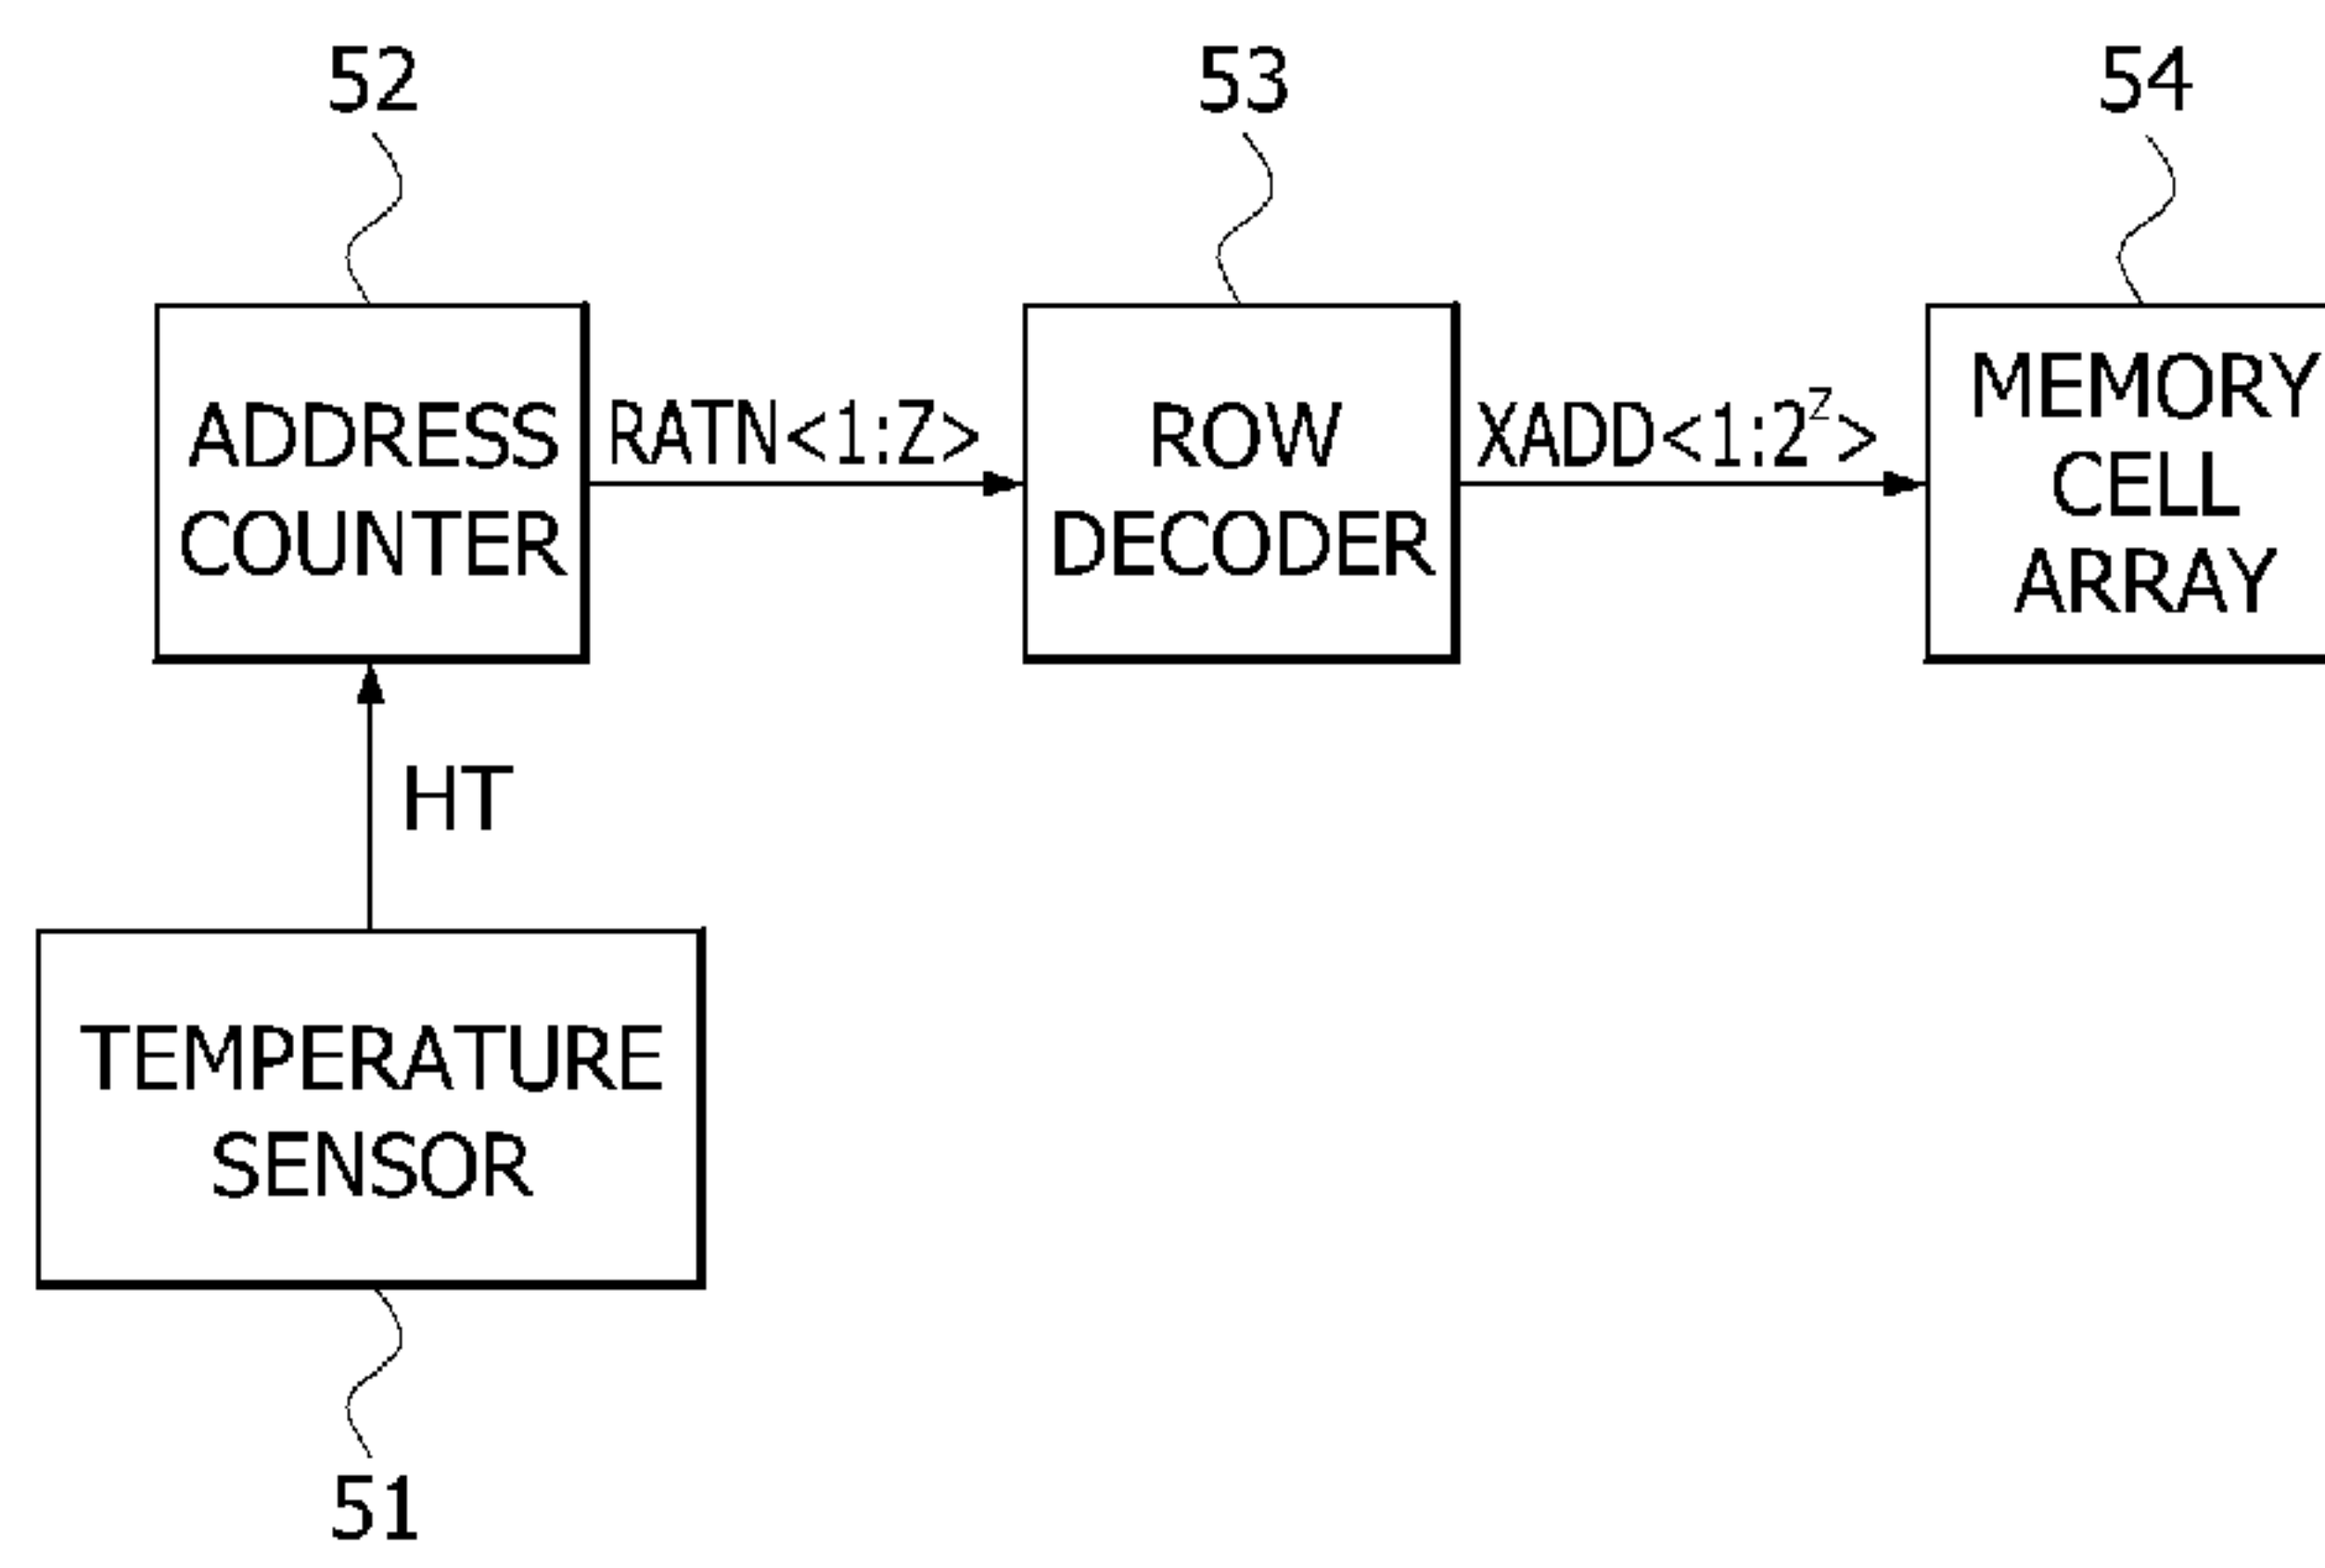 52
53
54
ADDRESS
COUNTER
RATN<1:Z>
ROW
DECODER
XADD<1:2^Z>
MEMORY
CELL
ARRAY
HT
TEMPERATURE
SENSOR
51